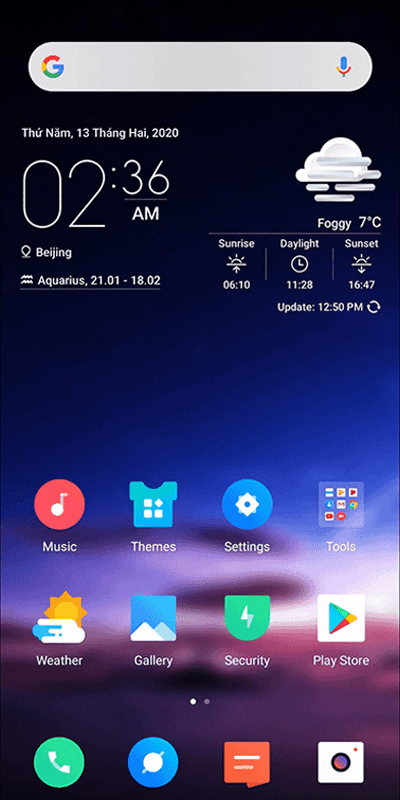 Thứ Năm, 13 Tháng Hai, 2020
02:36
AM
Beijing
Aquarius, 21.01 - 18.02
Foggy 7°C
Sunrise Daylight Sunset
06:10 11:28 16:47
Update: 12:50 PM
Music Themes Settings Tools
Weather Gallery Security Play Store